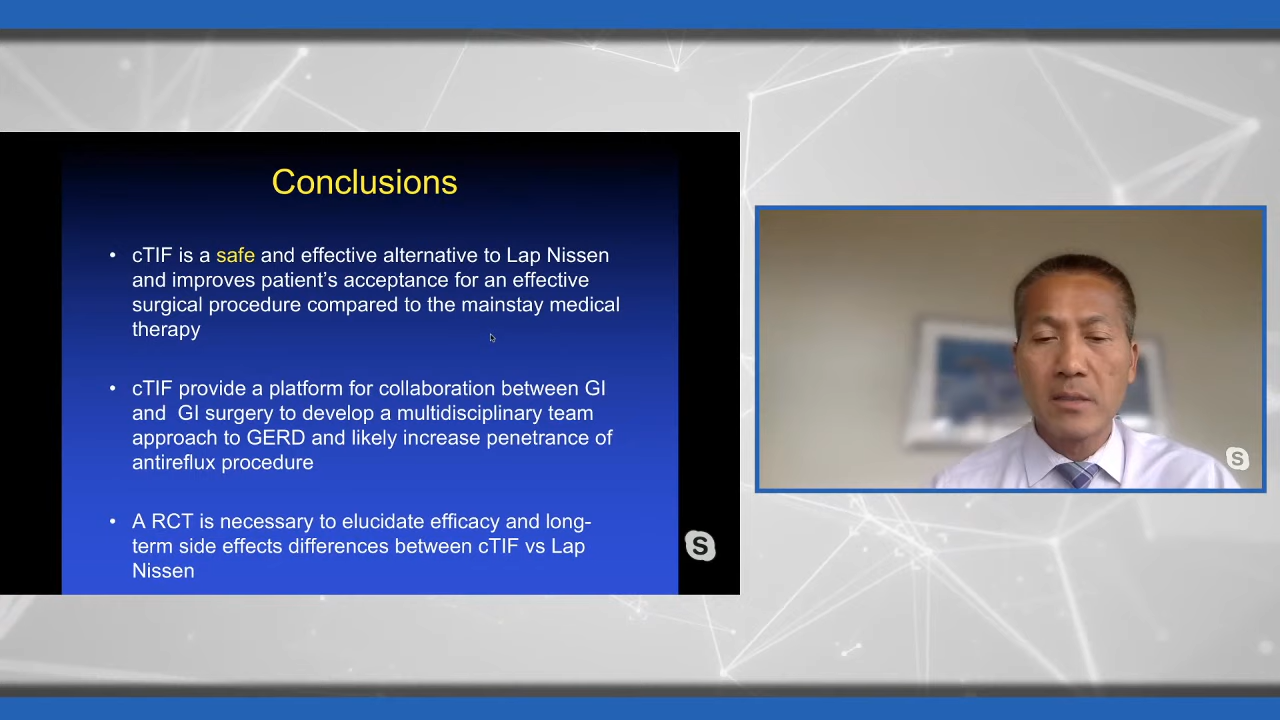 Conclusions
• cTIF is a safe and effective alternative to Lap Nissen
and improves patient's acceptance for an effective
surgical procedure compared to the mainstay medical
therapy
• cTIF provide a platform for collaboration between GI
and  GI surgery to develop a multidisciplinary team
approach to GERD and likely increase penetrance of
antireflux procedure
• A RCT is necessary to elucidate efficacy and long-
term side effects differences between cTIF vs Lap
Nissen
S
S